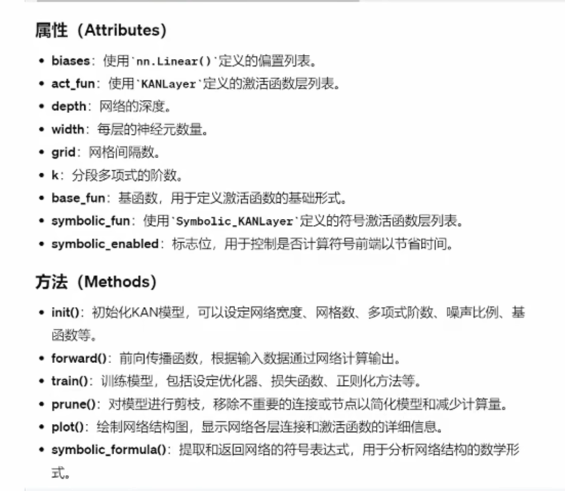 属性（Attributes）
• biases：使用`nn.Linear()`定义的偏置列表。
• act_fun：使用`KANLayer`定义的激活函数层列表。
• depth：网络的深度。
• width：每层的神经元数量。
• grid：网格间隔数。
• k：分段多项式的阶数。
• base_fun：基函数，用于定义激活函数的基础形式。
• symbolic_fun：使用`Symbolic_KANLayer`定义的符号激活函数层列表。
• symbolic_enabled：标志位，用于控制是否计算符号前端以节省时间。
方法（Methods）
• init()：初始化KAN模型，可以设定网络宽度、网格数、多项式阶数、噪声比例、基
函数等。
• forward()：前向传播函数，根据输入数据通过网络计算输出。
• train()：训练模型，包括设定优化器、损失函数、正则化方法等。
• prune()：对模型进行剪枝，移除不重要的连接或节点以简化模型和减少计算量。
• plot()：绘制网络结构图，显示网络各层连接和激活函数的详细信息。
• symbolic_formula()：提取和返回网络的符号表达式，用于分析网络结构的数学形
式。